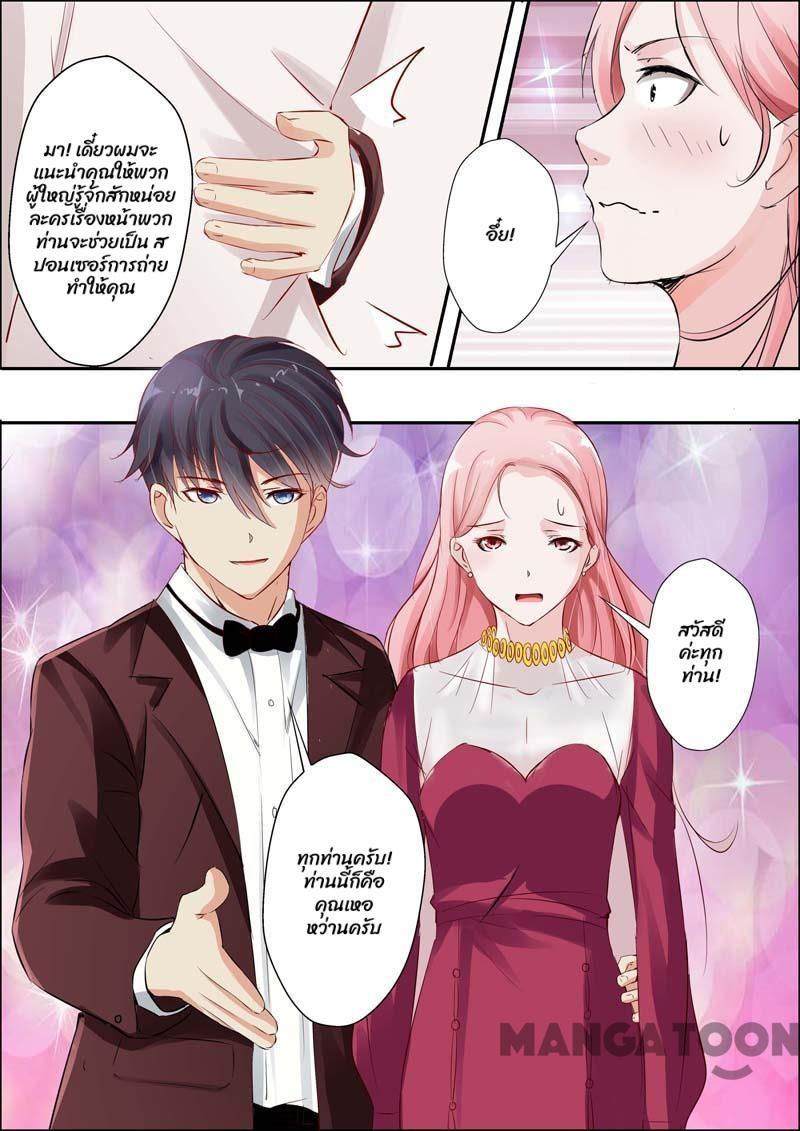 มา! เดี๋ยวผมจะ
แนะนำคุณให้พวก
ผู้ใหญ่รู้จักสักหน่อย
ละครเรื่องหน้าพวก
ท่านจะช่วยเป็น ส
ปอนเซอร์การถ่าย
ทำให้คุณ
อึ๋ย!
สวัสดี
ค่ะทุก
ท่าน!
ทุกท่านครับ!
ท่านนี้ก็คือ
คุณเหอ
หว่านครับ
MANGATOON